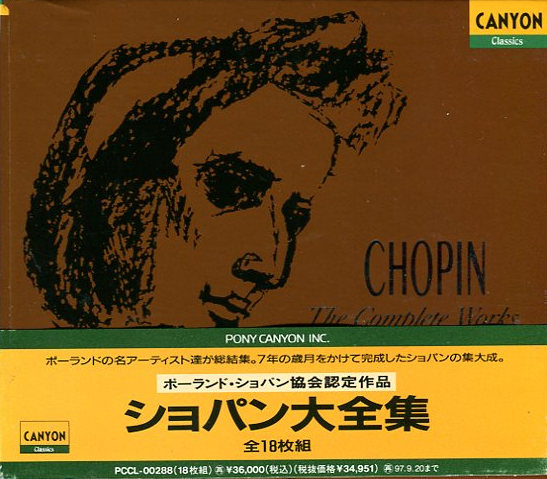 CANYON
Classics
CHOPIN
The Complete Works
PONY CANYON INC.
ポーランドの名アーティスト達が総結集。7年の歳月をかけて完成したショパンの集大成。
ポーランド・ショパン協会認定作品
ショパン大全集
全18枚組
CANYON
Classics
PCCL-00288(18枚組) ㊢¥36,000(税込)(税抜価格¥34,951) ㊢97.9.20まで